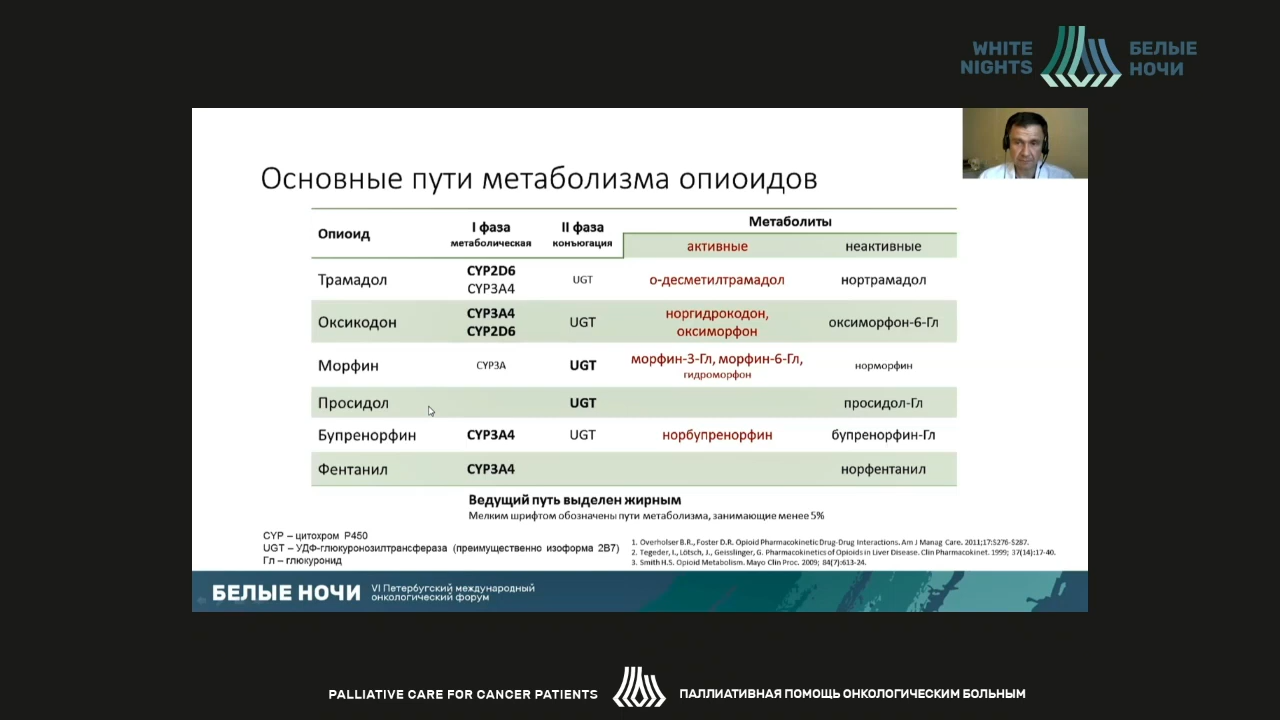 WHITE
NIGHTS
БЕЛЫЕ
НОЧИ
Основные пути метаболизма опиоидов
Опиоид
I фаза
метаболическая
II фаза
конъюгация
Метаболиты
активные
неактивные
Трамадол
CYP2D6
CYP3A4
UGT
о-десметилтрамадол
нортрамадол
Оксикодон
CYP3A4
CYP2D6
UGT
норгидрокодон,
оксиморфон
оксиморфон-6-Гл
Морфин
CYP3A
UGT
морфин-3-Гл, морфин-6-Гл,
гидроморфон
норморфин
Просидол
UGT
просидол-Гл
Бупренорфин
CYP3A4
UGT
норбупренорфин
бупренорфин-Гл
Фентанил
CYP3A4
норфентанил
Ведущий путь выделен жирным
Мелким шрифтом обозначены пути метаболизма, занимающие менее 5%
CYP – цитохром P450
UGT – УДФ-глюкуронозилтрансфераза (преимущественно изоформа 2B7)
Гл – глюкуронид
1. Overholser B.R., Foster D.R. Opioid Pharmacokinetic Drug-Drug Interactions. Am J Manag Care. 2011;17:S276-S287.
2. Tegeder, I., Lötsch, J., Geisslinger, G. Pharmacokinetics of Opioids in Liver Disease. Clin Pharmacokinet. 1999; 37(14):17-40.
3. Smith H.S. Opioid Metabolism. Mayo Clin Proc. 2009; 84(7):613-24.
БЕЛЫЕ НОЧИ
VI Петербургский международный
онкологический форум
PALLIATIVE CARE FOR CANCER PATIENTS
ПАЛЛИАТИВНАЯ ПОМОЩЬ ОНКОЛОГИЧЕСКИМ БОЛЬНЫМ